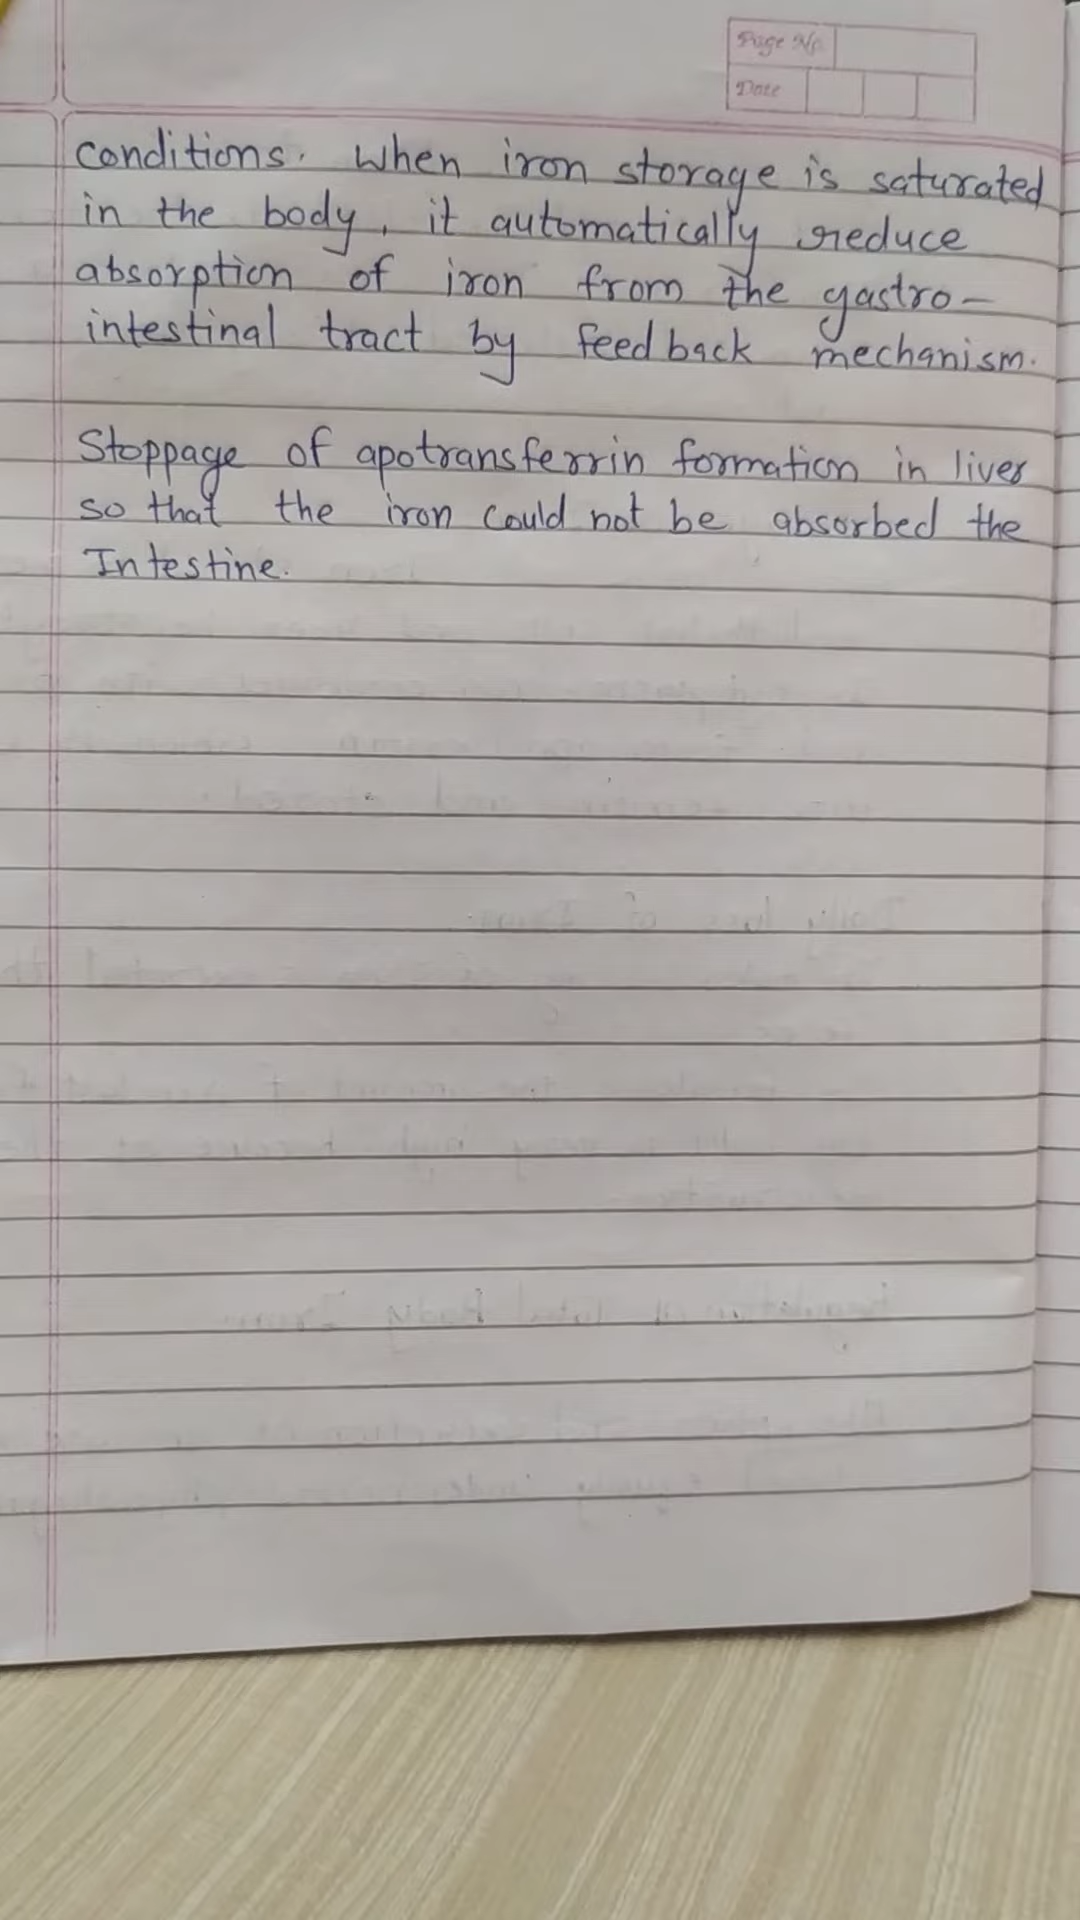 Page No.
Date
conditions. When iron storage is saturated
in the body, it automatically reduce
absorption of iron from the gastro-
intestinal tract by feedback mechanism.
Stoppage of apotransferrin formation in liver
so that the iron could not be absorbed the
Intestine.